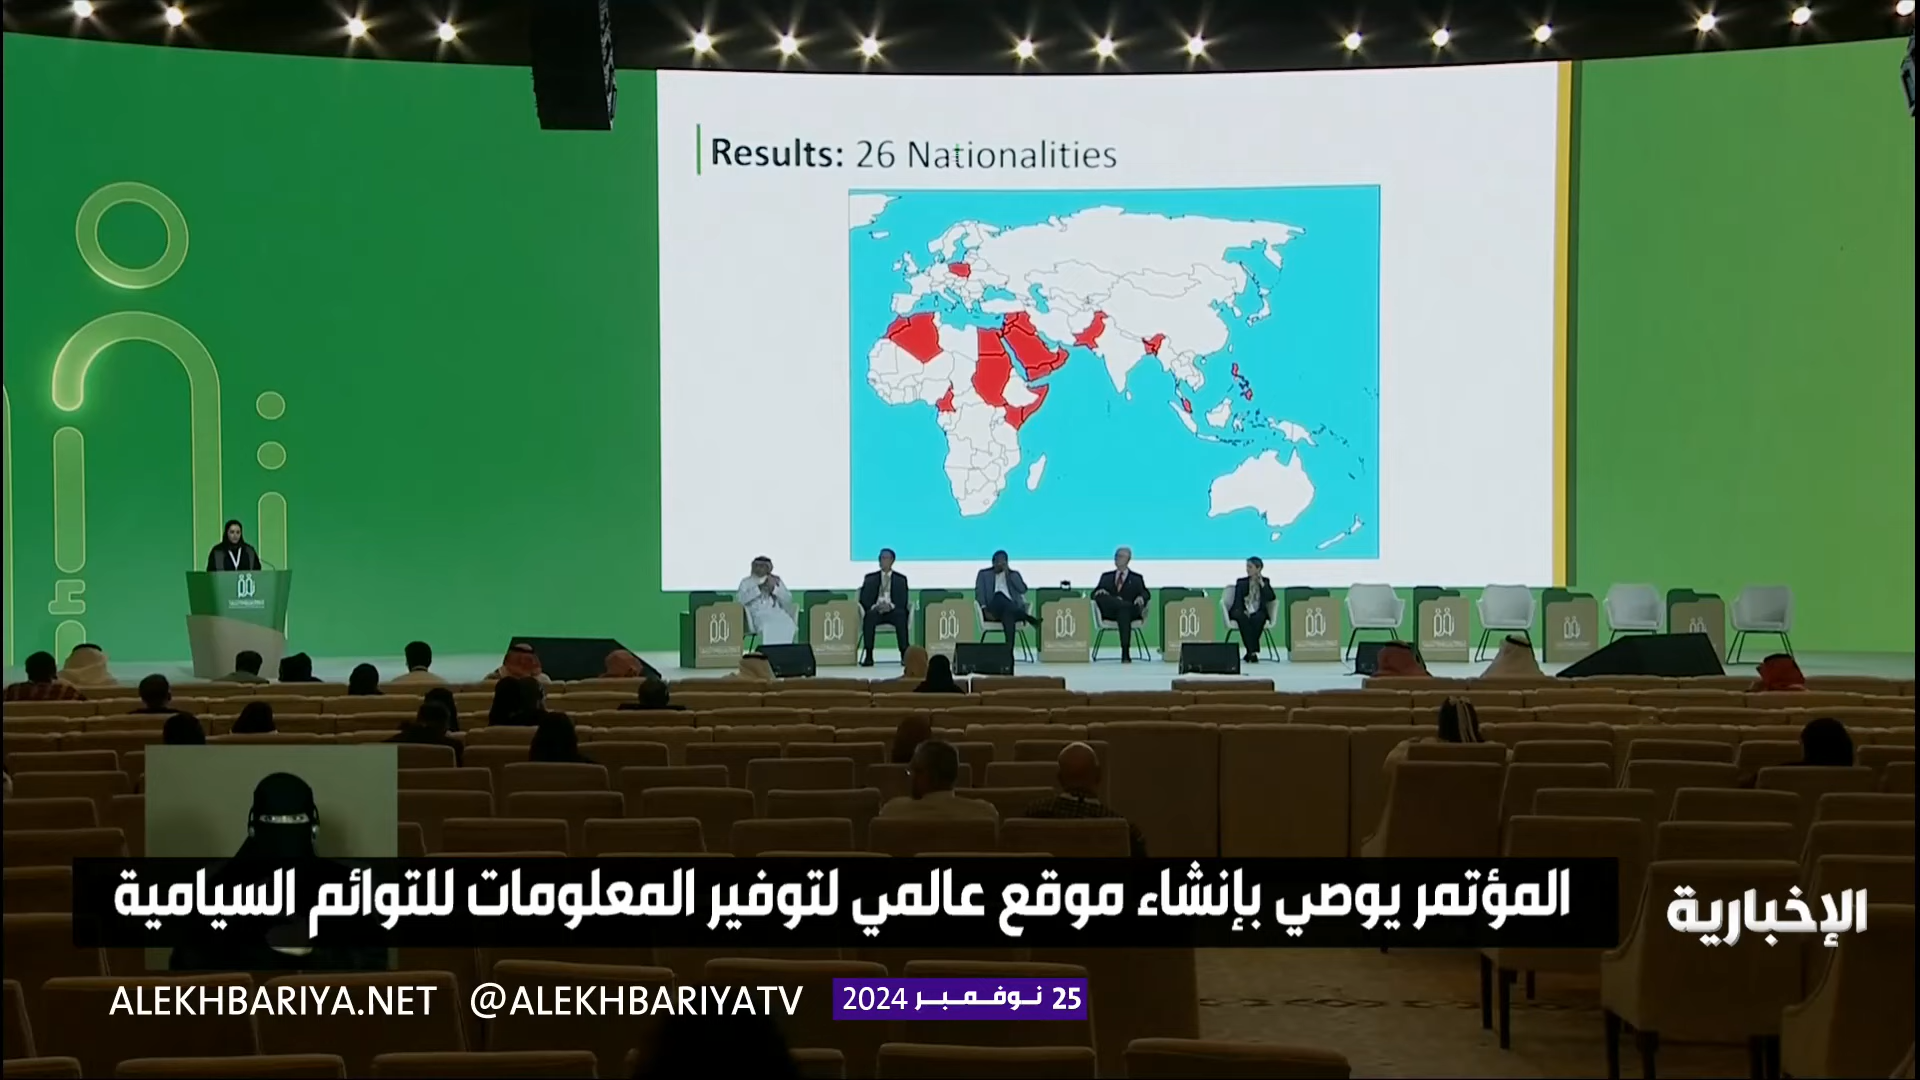 Results: 26 Nationalities
المؤتمر يوصي بإنشاء موقع عالمي لتوفير المعلومات للتوائم السيامية
الإخبارية
ALEKHBARIYA.NET @ALEKHBARIYATV 25 نوفمبر 2024